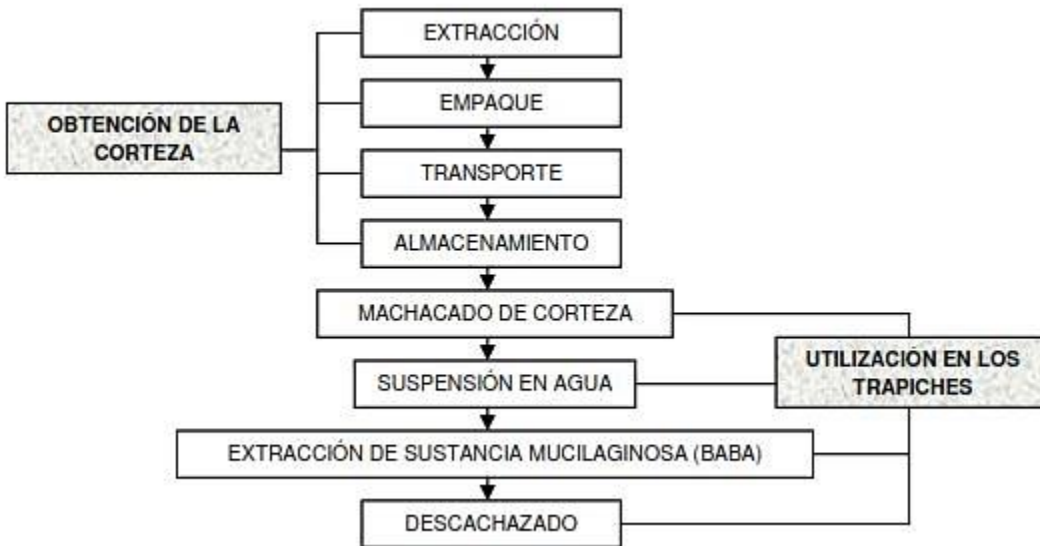 EXTRACCIÓN
EMPAQUE
OBTENCIÓN DE LA
CORTEZA
TRANSPORTE
ALMACENAMIENTO
MACHACADO DE CORTEZA
UTILIZACIÓN EN LOS
TRAPICHES
SUSPENSIÓN EN AGUA
EXTRACCIÓN DE SUSTANCIA MUCILAGINOSA (BABA)
DESCACHAZADO